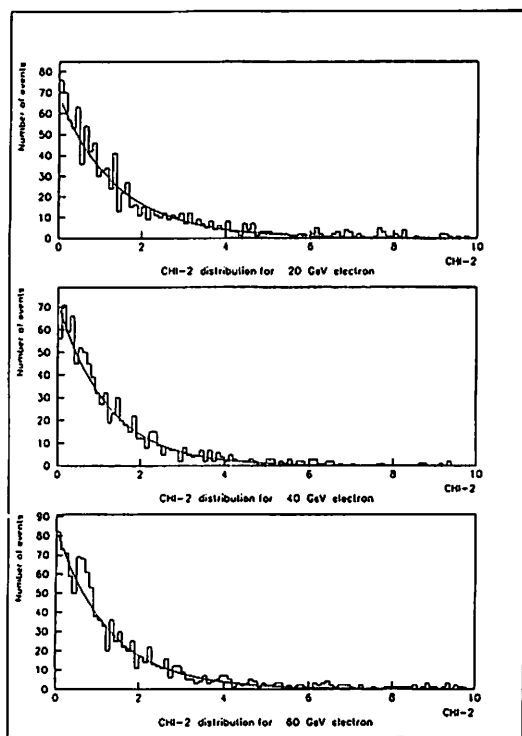 Number of events
80
70
60
50
40
30
20
10
0
0 2 4 6 8 10
CHI-2
CHI-2 distribution for 20 GeV electron
Number of events
70
60
50
40
30
20
10
0
0 2 4 6 8 10
CHI-2
CHI-2 distribution for 40 GeV electron
Number of events
90
80
70
60
50
40
30
20
10
0
0 2 4 6 8 10
CHI-2
CHI-2 distribution for 60 GeV electron